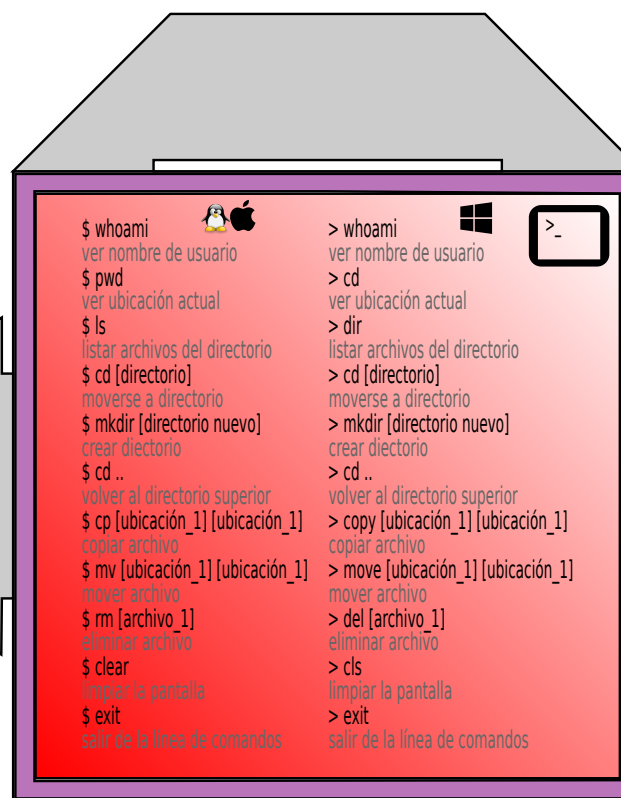 $ whoami
ver nombre de usuario
$ pwd
ver ubicación actual
$ ls
listar archivos del directorio
$ cd [directorio]
moverse a directorio
$ mkdir [directorio nuevo]
crear diectorio
$ cd ..
volver al directorio superior
$ cp [ubicación_1] [ubicación_1]
copiar archivo
$ mv [ubicación_1] [ubicación_1]
mover archivo
$ rm [archivo_1]
eliminar archivo
$ clear
limpiar la pantalla
$ exit
salir de la línea de comandos
> whoami
ver nombre de usuario
> cd
ver ubicación actual
> dir
listar archivos del directorio
> cd [directorio]
moverse a directorio
> mkdir [directorio nuevo]
crear diectorio
> cd ..
volver al directorio superior
> copy [ubicación_1] [ubicación_1]
copiar archivo
> move [ubicación_1] [ubicación_1]
mover archivo
> del [archivo_1]
eliminar archivo
> cls
limpiar la pantalla
> exit
salir de la línea de comandos
>_